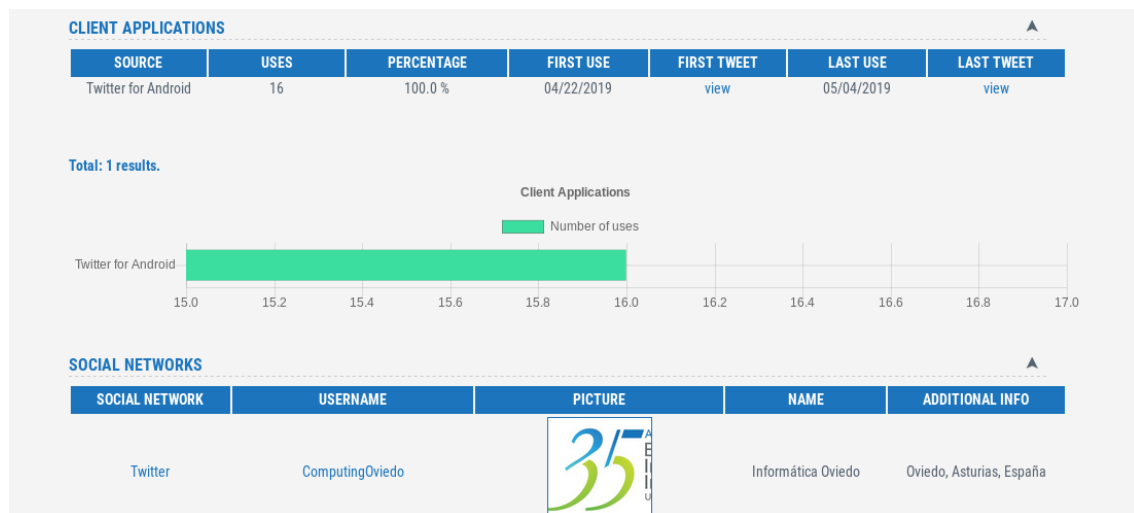 CLIENT APPLICATIONS
SOURCE USES PERCENTAGE FIRST USE FIRST TWEET LAST USE LAST TWEET
Twitter for Android 16 100.0 % 04/22/2019 view 05/04/2019 view
Total: 1 results.
Client Applications
Number of uses
Twitter for Android
15.0 15.2 15.4 15.6 15.8 16.0 16.2 16.4 16.6 16.8 17.0
SOCIAL NETWORKS
SOCIAL NETWORK USERNAME PICTURE NAME ADDITIONAL INFO
Twitter ComputingOviedo 35 Informática Oviedo Oviedo, Asturias, España